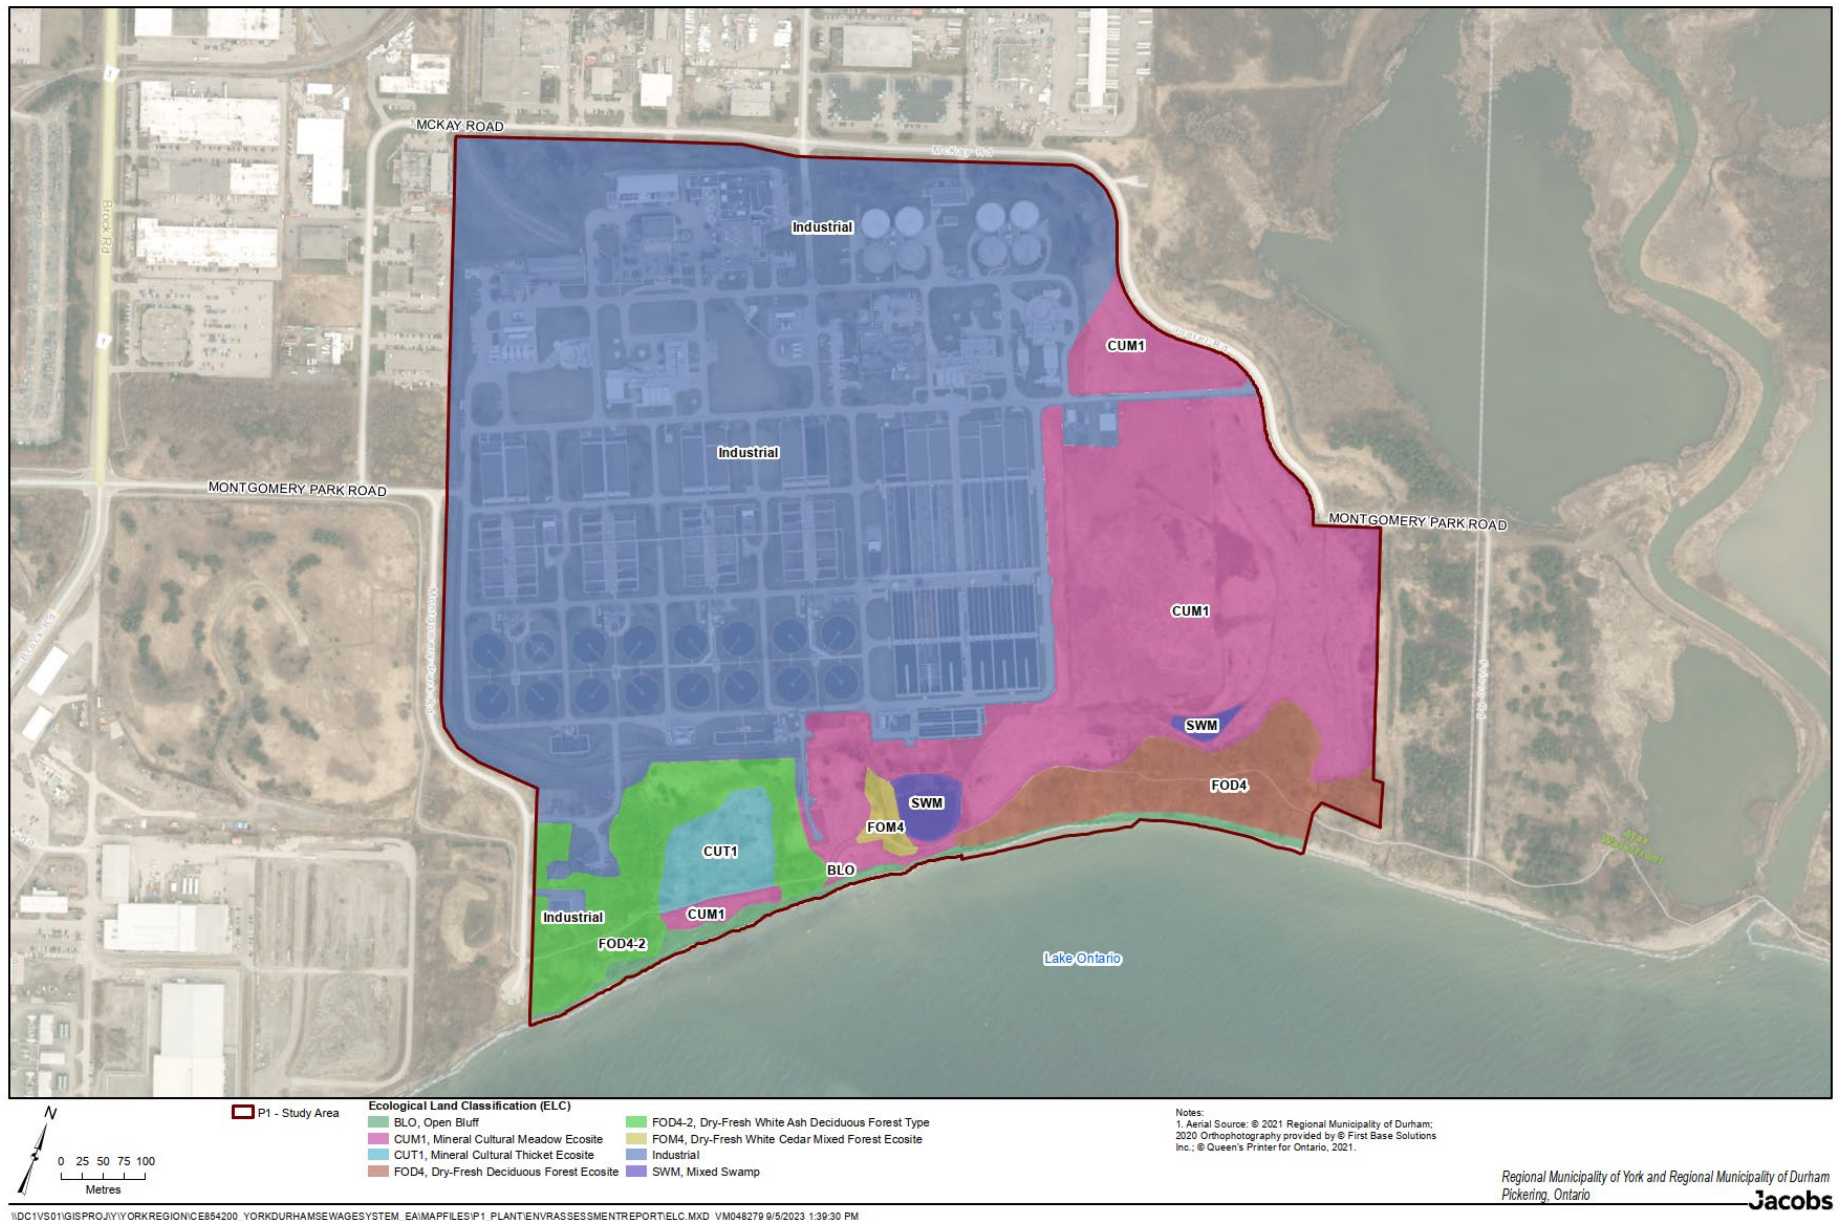 MCKAY ROAD
McKay Rd
Industrial
Brock Rd
CUM1
Industrial
MONTGOMERY PARK ROAD
MONTGOMERY PARK ROAD
CUM1
Brock Rd
SWM
FOD4
SWM
FOM4
CUT1
BLO
Ajax
Waterfront
CUM1
Industrial
FOD4-2
Lake Ontario
N
0 25 50 75 100
Metres
P1 - Study Area
Ecological Land Classification (ELC)
BLO, Open Bluff
CUM1, Mineral Cultural Meadow Ecosite
CUT1, Mineral Cultural Thicket Ecosite
FOD4, Dry-Fresh Deciduous Forest Ecosite
FOD4-2, Dry-Fresh White Ash Deciduous Forest Type
FOM4, Dry-Fresh White Cedar Mixed Forest Ecosite
Industrial
SWM, Mixed Swamp
Notes:
1. Aerial Source: © 2021 Regional Municipality of Durham;
2020 Orthophotography provided by © First Base Solutions
Inc.; © Queen's Printer for Ontario, 2021.
Regional Municipality of York and Regional Municipality of Durham
Pickering, Ontario
Jacobs
\\DC1VS01\GISPROJ\Y\YORKREGION\CE854200_YORKDURHAMSEWAGESYSTEM_EA\MAPFILES\P1_PLANT\ENVRASSESSMENTREPORT\ELC.MXD VM048279 9/5/2023 1:39:30 PM